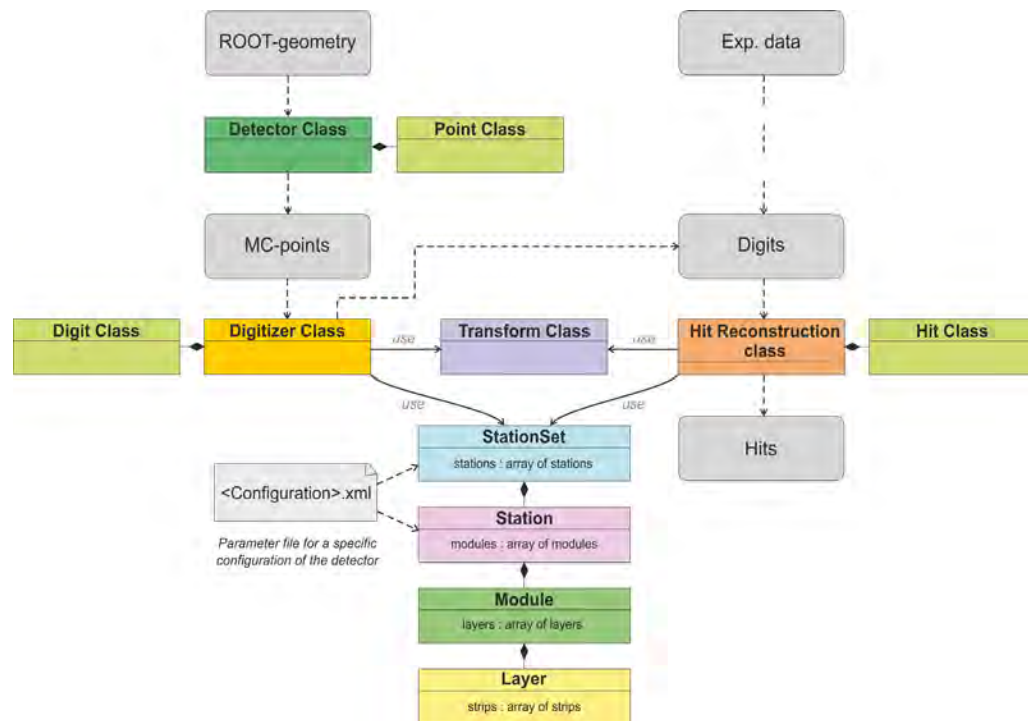 ROOT-geometry
Exp. data
Detector Class
Point Class
MC-points
Digits
Digit Class
Digitizer Class
use
Transform Class
use
Hit Reconstruction
class
Hit Class
use
use
StationSet
stations : array of stations
Hits
<Configuration>.xml
Station
modules : array of modules
Parameter file for a specific
configuration of the detector
Module
layers : array of layers
Layer
strips : array of strips